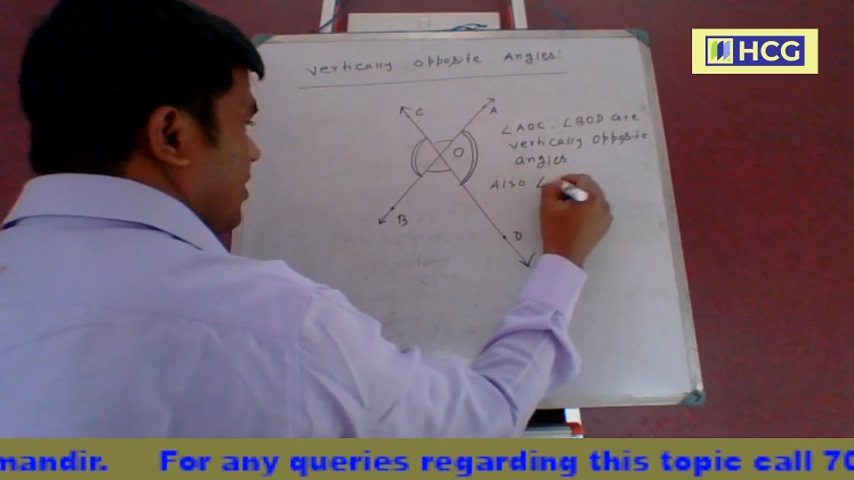 HCG
Vertically Opposite Angles:
C
A
O
B
D
∠AOC, ∠BOD are
vertically opposite
angles
Also ∠
mandir. For any queries regarding this topic call 70